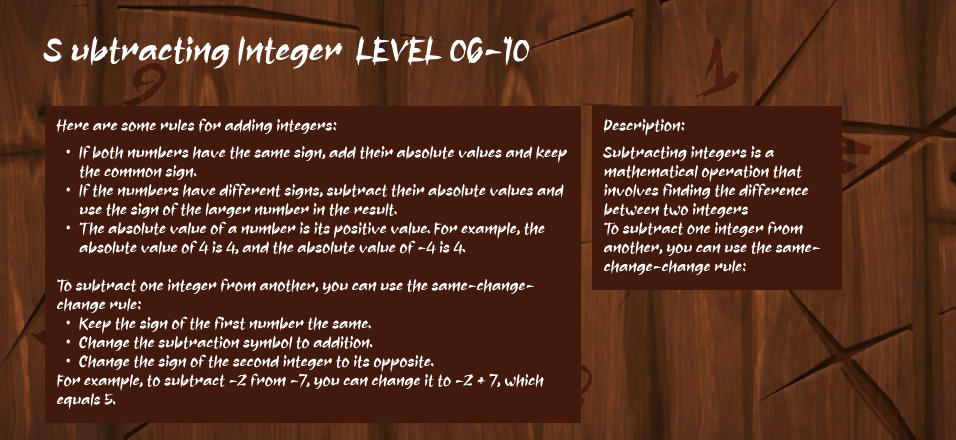 S ubtracting Integer LEVEL 06-10
Here are some rules for adding integers:
• If both numbers have the same sign, add their absolute values and keep
the common sign.
• If the numbers have different signs, subtract their absolute values and
use the sign of the larger number in the result.
• The absolute value of a number is its positive value. For example, the
absolute value of 4 is 4, and the absolute value of -4 is 4.
To subtract one integer from another, you can use the same-change-
change rule:
• Keep the sign of the first number the same.
• Change the subtraction symbol to addition.
• Change the sign of the second integer to its opposite.
For example, to subtract -2 from -7, you can change it to -2 + 7, which
equals 5.
Description:
Subtracting integers is a
mathematical operation that
involves finding the difference
between two integers
To subtract one integer from
another, you can use the same-
change-change rule:
9
1